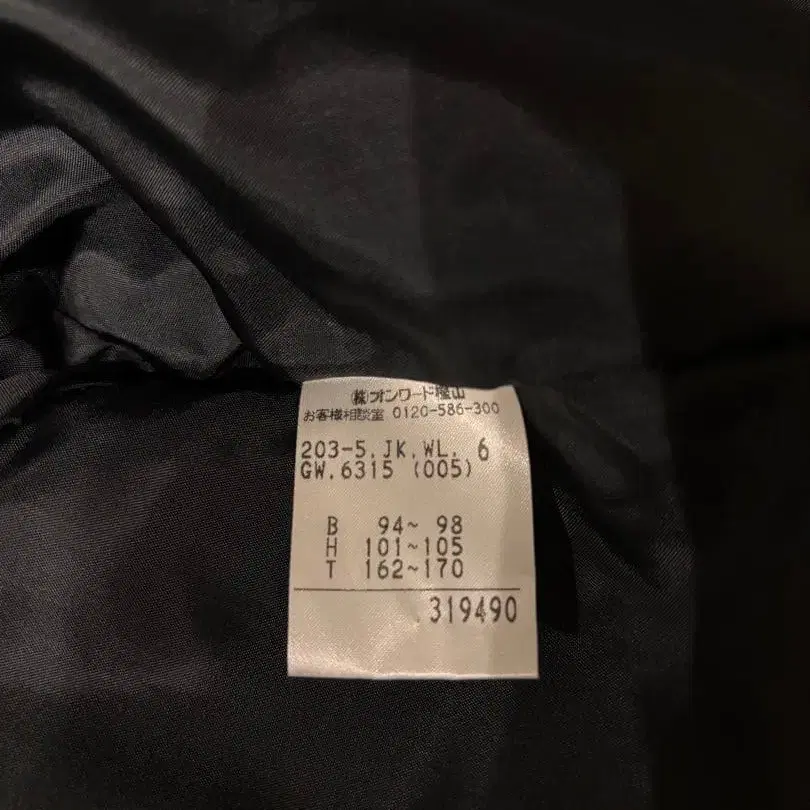 ㈱オンワード樫山
お客様相談室 0120-586-300
203-5.JK.WL. 6
GW.6315 (005)
B 94~ 98
H 101~105
T 162~170
319490